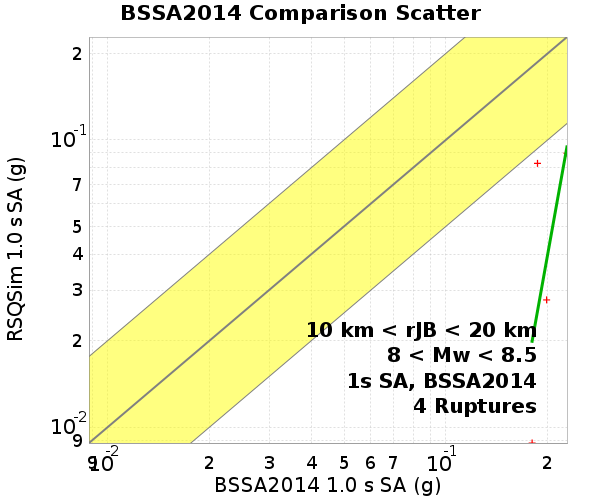 BSSA2014 Comparison Scatter
RSQSim 1.0 s SA (g)
2
10-1
7
5
4
3
2
10-2
9
10 km < rJB < 20 km
8 < Mw < 8.5
1s SA, BSSA2014
4 Ruptures
9 10-2 2 3 4 5 6 7 10-1 2
BSSA2014 1.0 s SA (g)